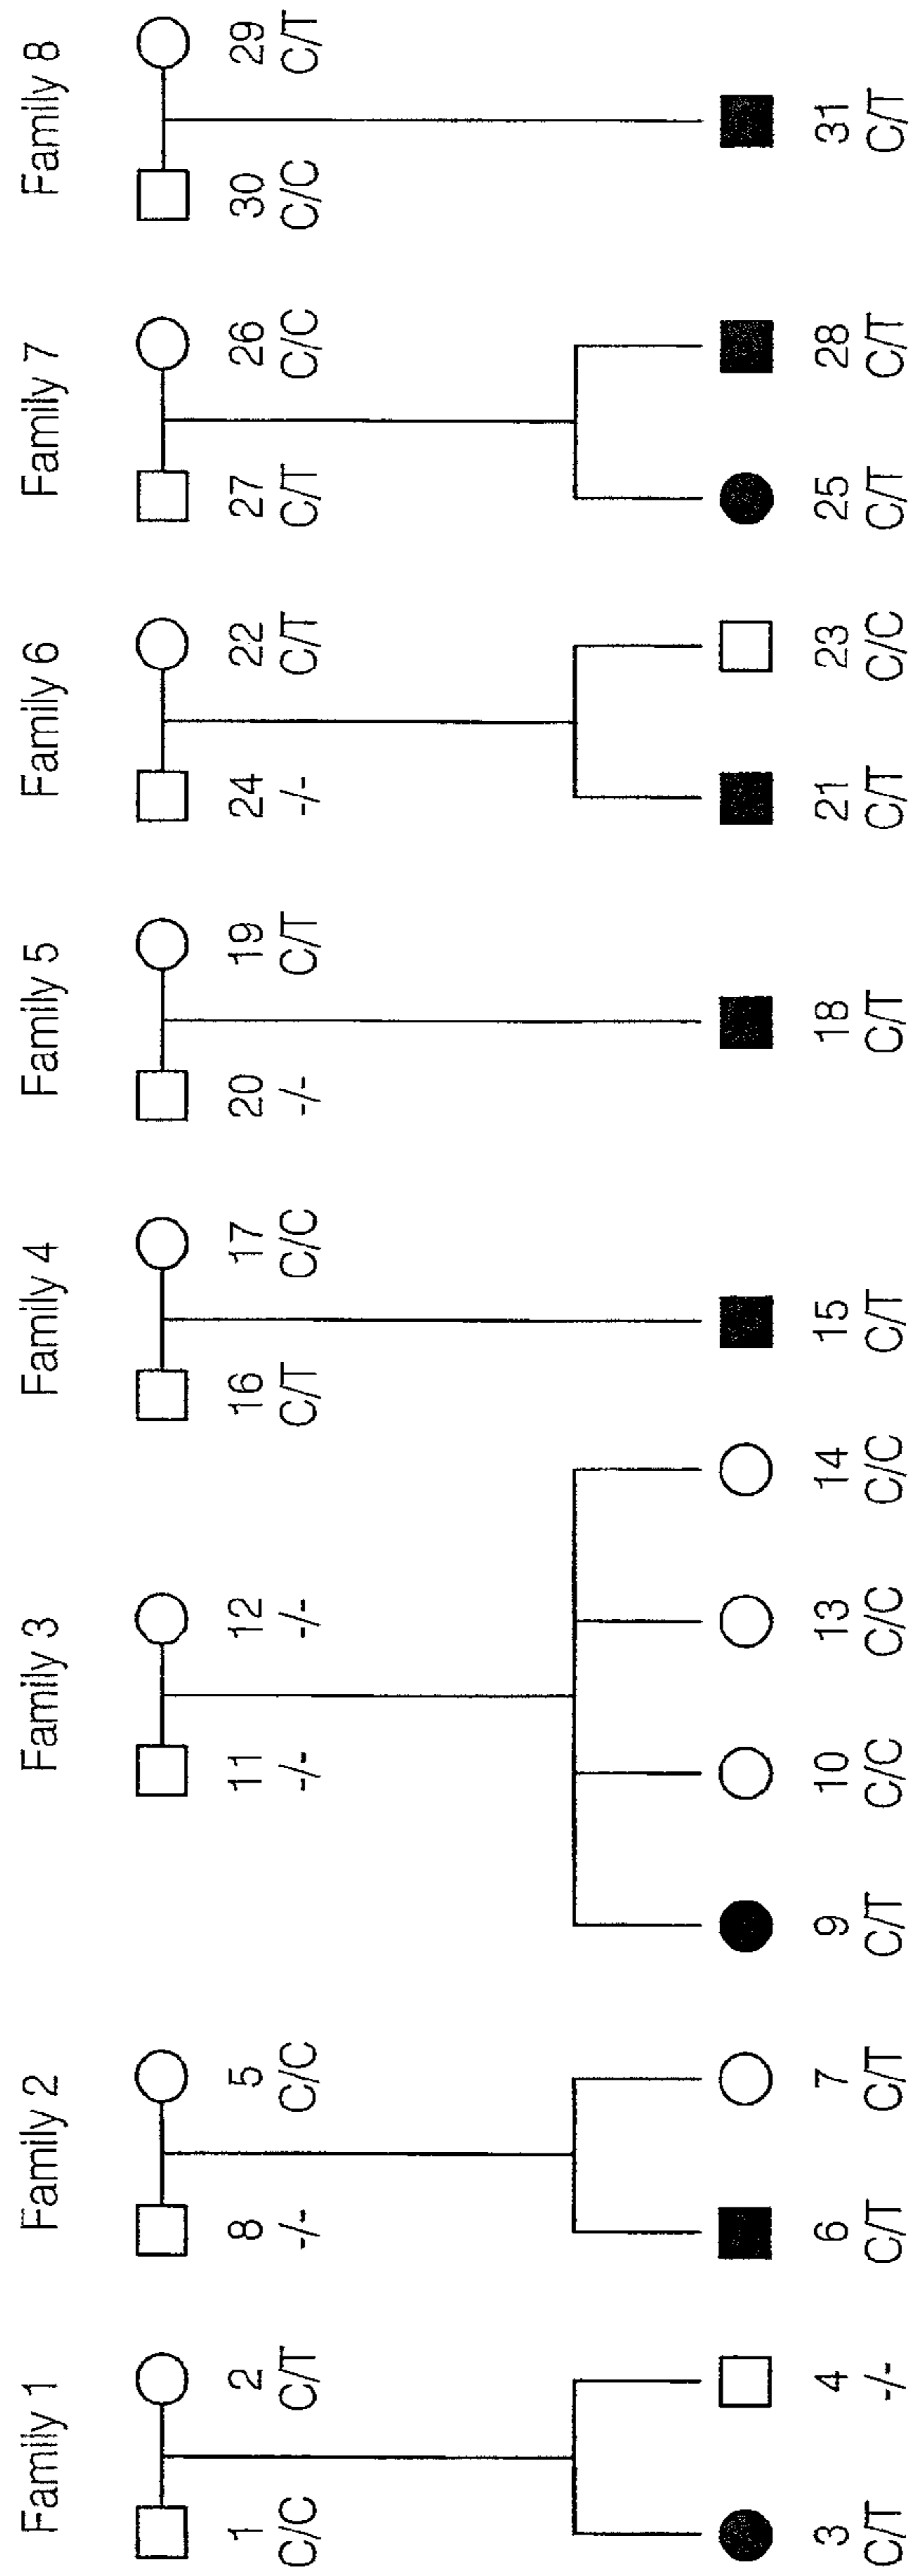 Family 1
Family 2
Family 3
Family 4
Family 5
Family 6
Family 7
Family 8
1 2 8 5 11 12 16 17 20 19 24 22 27 26 30 29
C/C C/T -/- C/C -/- -/- C/T C/C -/- C/T -/- C/T C/T C/C C/C C/T
3 4 6 7 9 10 13 14 15 18 21 23 25 28 31
C/T -/- C/T C/T C/T C/C C/C C/C C/T C/T C/T C/C C/T C/T C/T